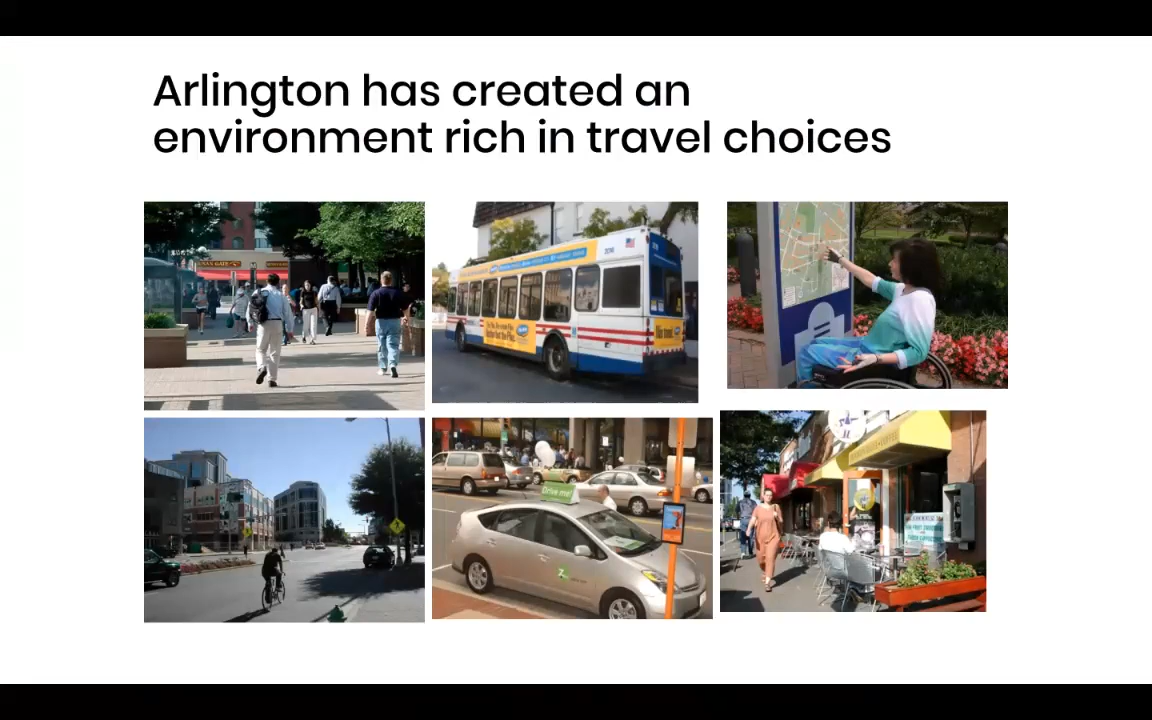 Arlington has created an
environment rich in travel choices
Drive me!